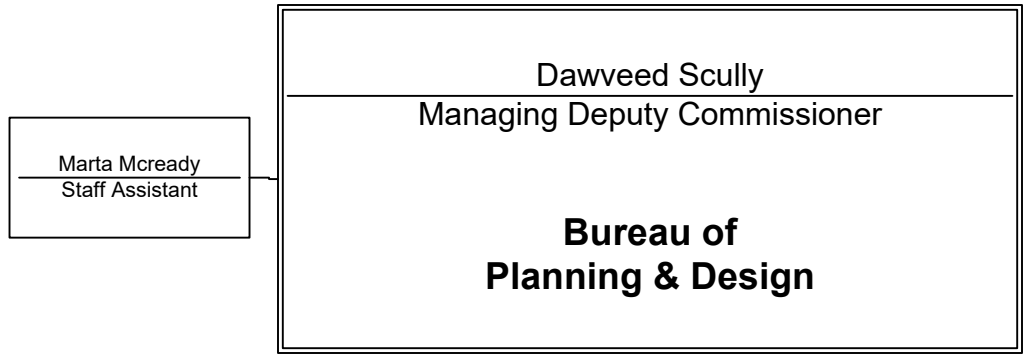 Dawveed Scully
Managing Deputy Commissioner
Marta Mcready
Staff Assistant
Bureau of
Planning & Design